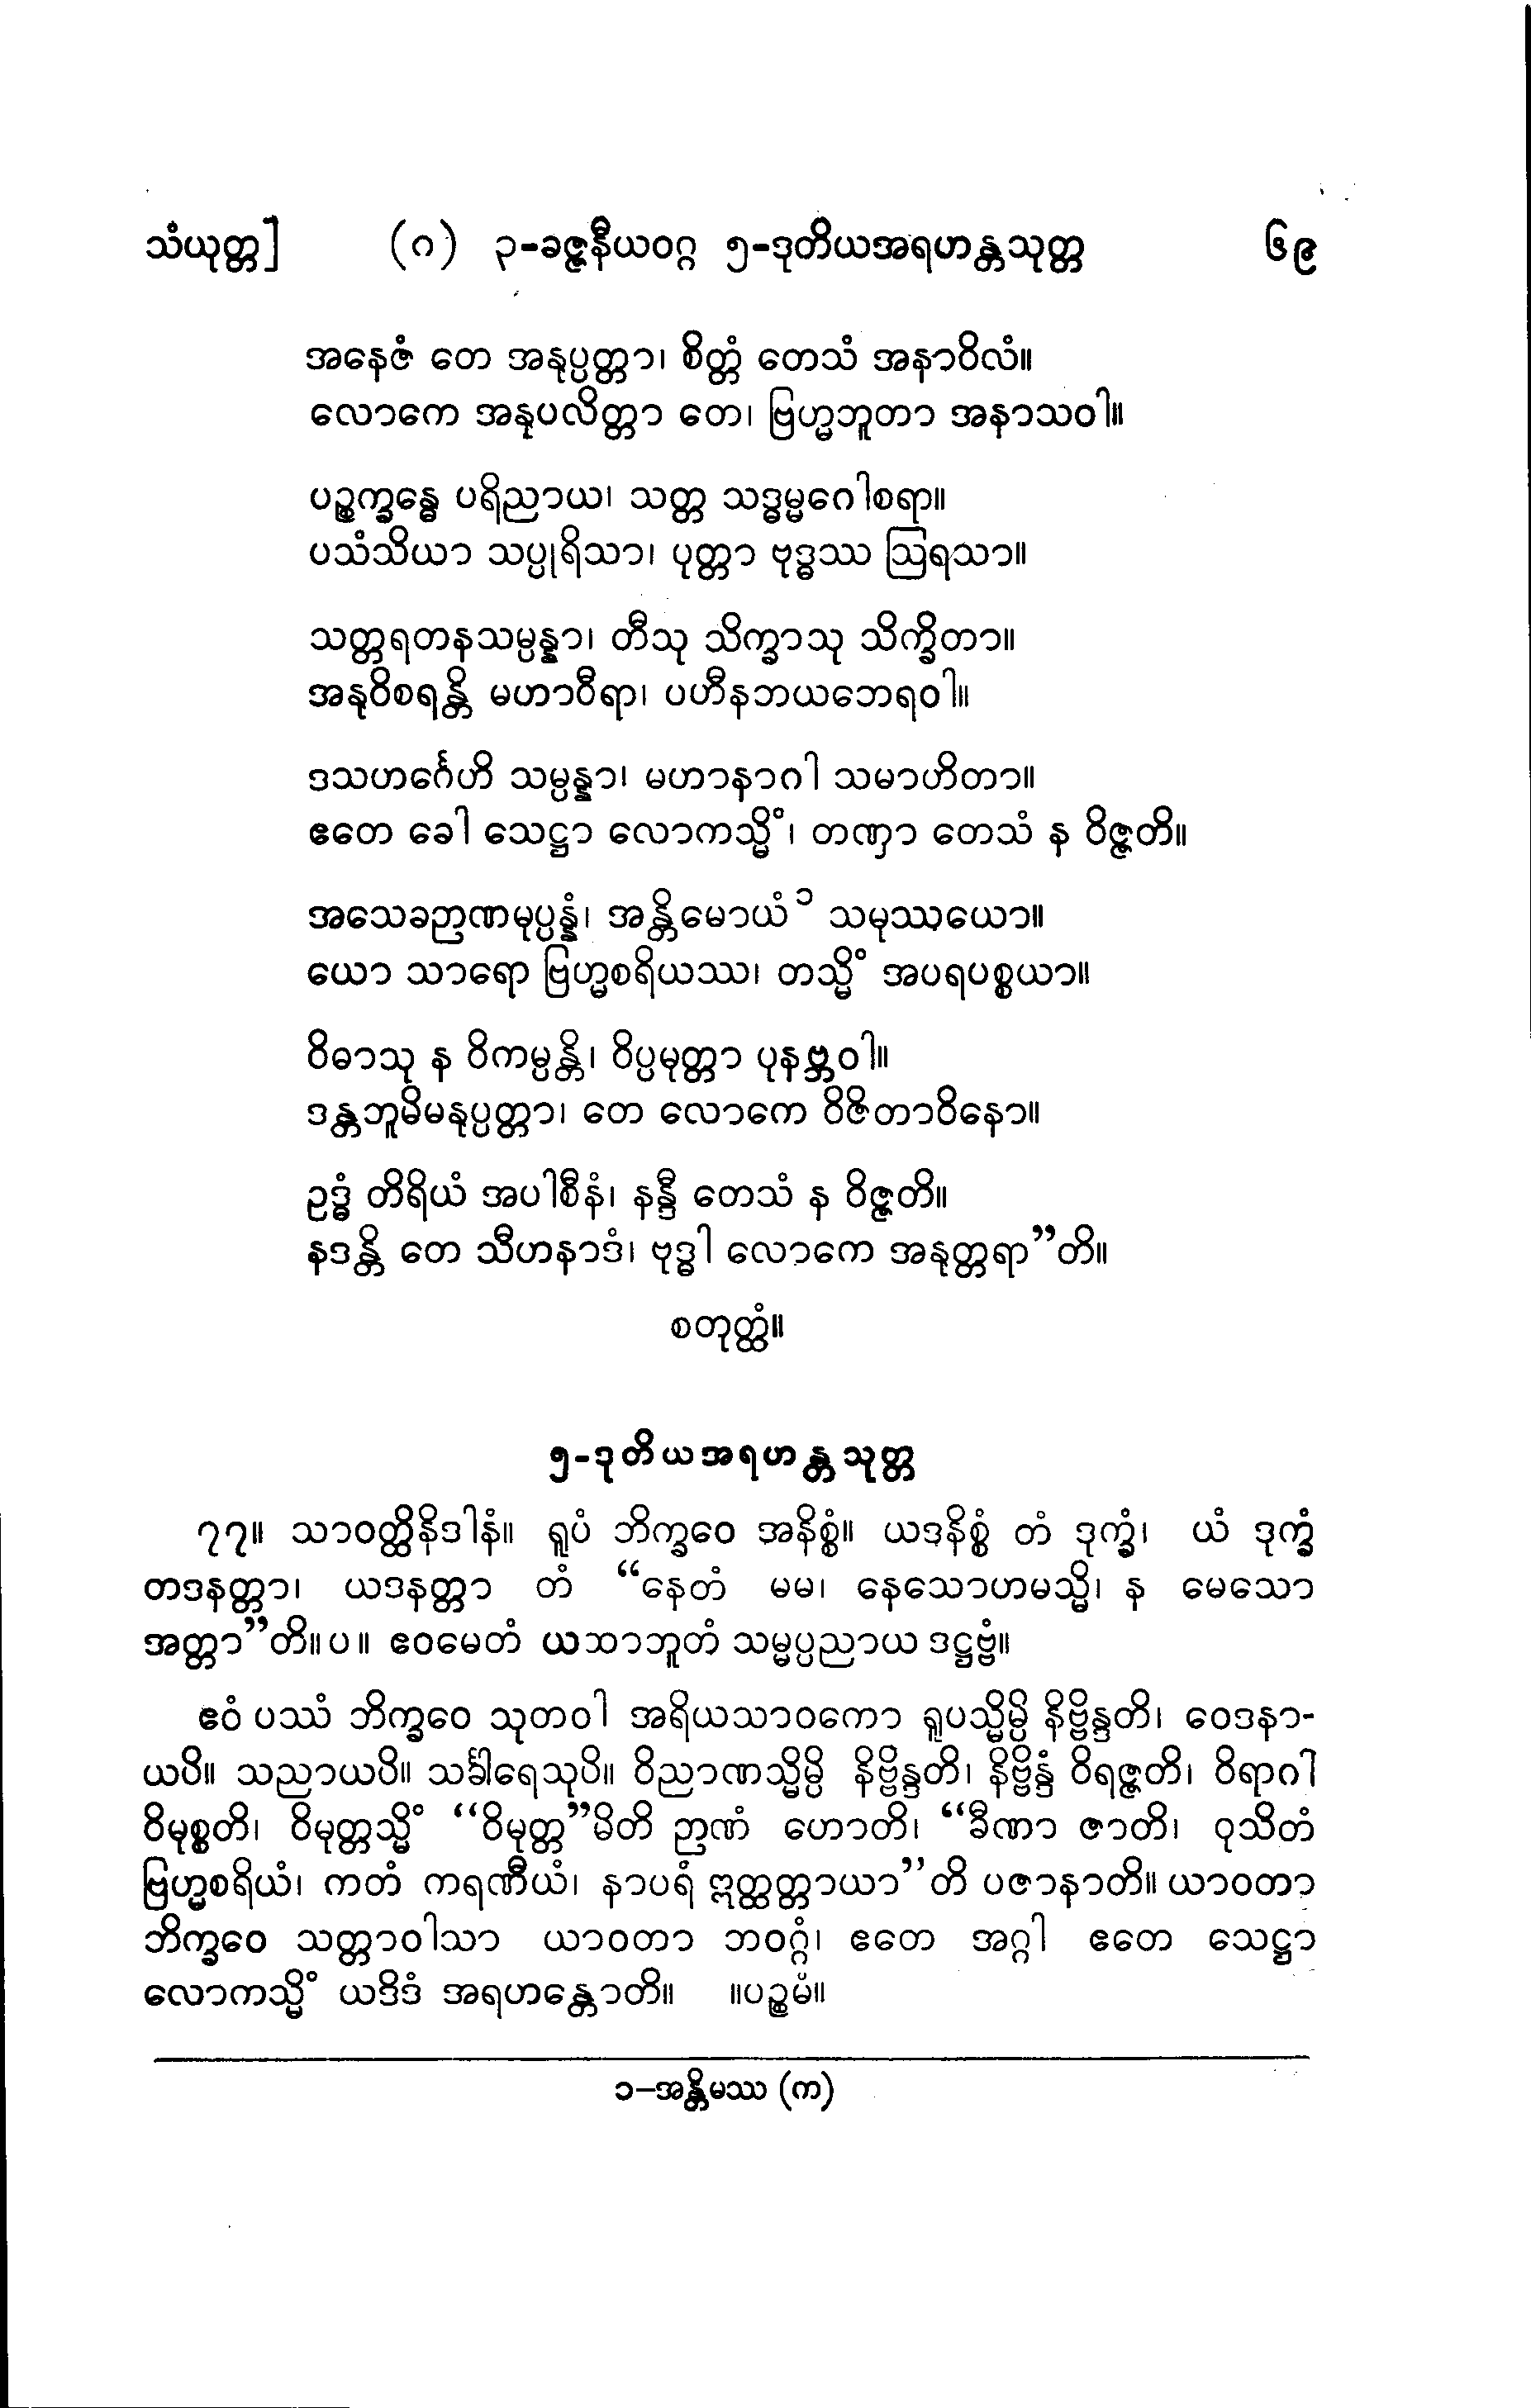 သံယုတ္တ] (ဂ) ၃-ခဇ္ဇနီယဝဂ္ဂ ၅-ဒုတိယအရဟန္တသုတ္တ ၆၉
အနေဇံ တေ အနုပ္ပတ္တာ၊ စိတ္တံ တေသံ အနာဝိလံ။
လောကေ အနုပလိတ္တာ တေ၊ ဗြဟ္မဘူတာ အနာသဝါ။
ပဉ္စက္ခန္ဓေ ပရိညာယ၊ သတ္တ သဒ္ဓမ္မဂေါစရာ။
ပသံသိယာ သပ္ပုရိသာ၊ ပုတ္တာ ဗုဒ္ဓဿ ဩရသာ။
သတ္တရတနသမ္ပန္နာ၊ တီသု သိက္ခာသု သိက္ခိတာ။
အနုဝိစရန္တိ မဟာဝီရာ၊ ပဟီနဘယဘေရဝါ။
ဒသဟင်္ဂေဟိ သမ္ပန္နာ၊ မဟာနာဂါ သမာဟိတာ။
ဧတေ ခေါ သေဋ္ဌာ လောကသ္မိံ၊ တဏှာ တေသံ န ဝိဇ္ဇတိ။
အသေခဉာဏမုပ္ပန္နံ၊ အန္တိမောယံ ၁ သမုဿယော။
ယော သာရော ဗြဟ္မစရိယဿ၊ တသ္မိံ အပရပစ္စယာ။
ဝိဓာသု န ဝိကမ္ပန္တိ၊ ဝိပ္ပမုတ္တာ ပုနဗ္ဘဝါ။
ဒန္တဘူမိမနုပ္ပတ္တာ၊ တေ လောကေ ဝိဇိတာဝိနော။
ဥဒ္ဓံ တိရိယံ အပါစီနံ၊ နန္ဒီ တေသံ န ဝိဇ္ဇတိ။
နဒန္တိ တေ သီဟနာဒံ၊ ဗုဒ္ဓါ လောကေ အနုတ္တရာ”တိ။
စတုတ္ထံ။
၅-ဒုတိယအရဟန္တသုတ္တ
၇၇။ သာဝတ္ထိနိဒါနံ။ ရူပံ ဘိက္ခဝေ အနိစ္စံ။ ယဒနိစ္စံ တံ ဒုက္ခံ၊ ယံ ဒုက္ခံ
တဒနတ္တာ၊ ယဒနတ္တာ တံ “နေတံ မမ၊ နေသောဟမသ္မိ၊ န မေသော
အတ္တာ”တိ။ပ။ ဧဝမေတံ ယထာဘူတံ သမ္မပ္ပညာယ ဒဋ္ဌဗ္ဗံ။
ဧဝံ ပဿံ ဘိက္ခဝေ သုတဝါ အရိယသာဝကော ရူပသ္မိမ္ပိ နိဗ္ဗိန္ဒတိ၊ ဝေဒနာ-
ယပိ။ သညာယပိ။ သင်္ခါရေသုပိ။ ဝိညာဏသ္မိမ္ပိ နိဗ္ဗိန္ဒတိ၊ နိဗ္ဗိန္ဒံ ဝိရဇ္ဇတိ၊ ဝိရာဂါ
ဝိမုစ္စတိ၊ ဝိမုတ္တသ္မိံ “ဝိမုတ္တ”မိတိ ဉာဏံ ဟောတိ၊ “ခီဏာ ဇာတိ၊ ဝုသိတံ
ဗြဟ္မစရိယံ၊ ကတံ ကရဏီယံ၊ နာပရံ ဣတ္ထတ္တာယာ”တိ ပဇာနာတိ။ ယာဝတာ
ဘိက္ခဝေ သတ္တာဝါသာ ယာဝတာ ဘဝဂ္ဂံ၊ ဧတေ အဂ္ဂါ ဧတေ သေဋ္ဌာ
လောကသ္မိံ ယဒိဒံ အရဟန္တောတိ။ ။ပဉ္စမံ။
၁–အန္တိမဿ (က)